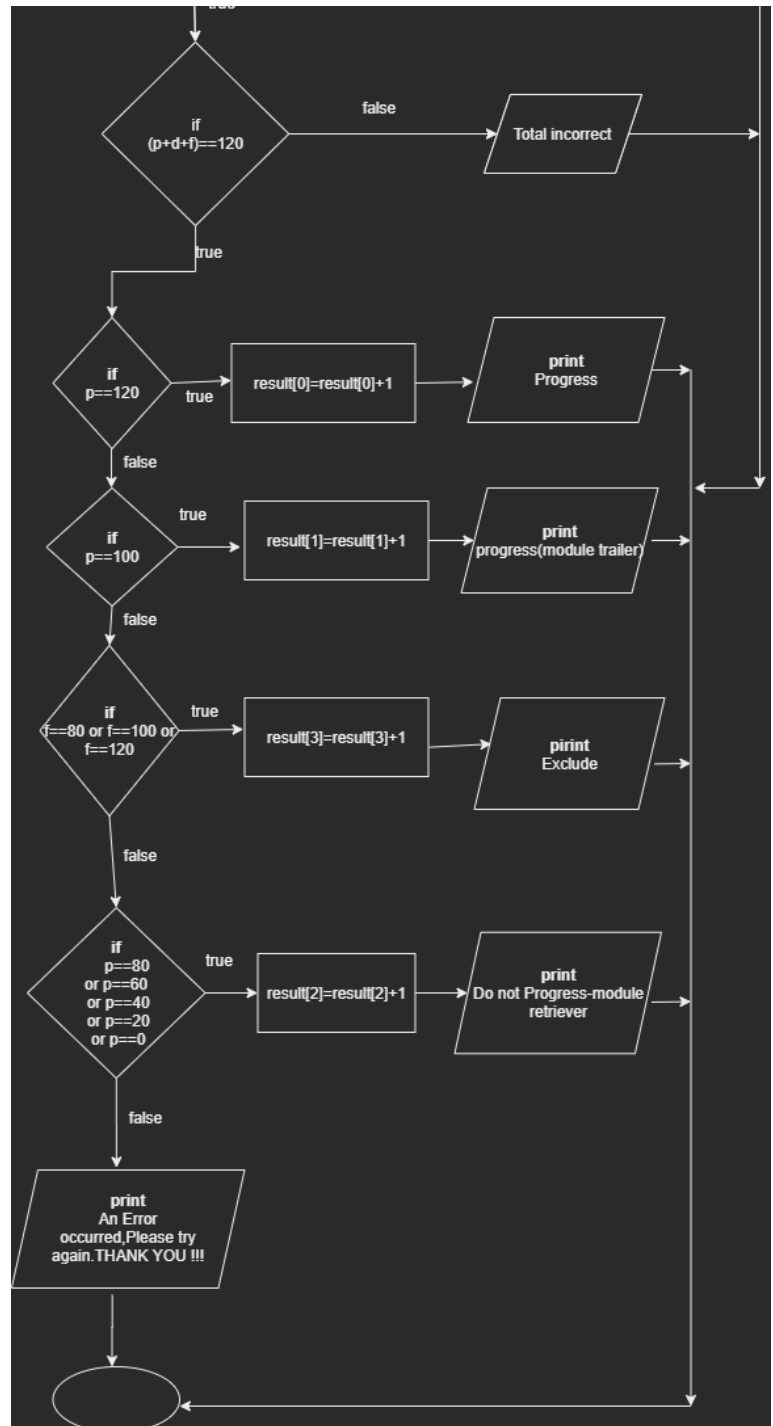 true
if
(p+d+f)==120
false
Total incorrect
true
if
p==120
true
result[0]=result[0]+1
print
Progress
false
if
p==100
true
result[1]=result[1]+1
print
progress(module trailer)
false
if
f==80 or f==100 or
f==120
true
result[3]=result[3]+1
pirint
Exclude
false
if
p==80
or p==60
or p==40
or p==20
or p==0
true
result[2]=result[2]+1
print
Do not Progress-module
retriever
false
print
An Error
occurred,Please try
again.THANK YOU !!!